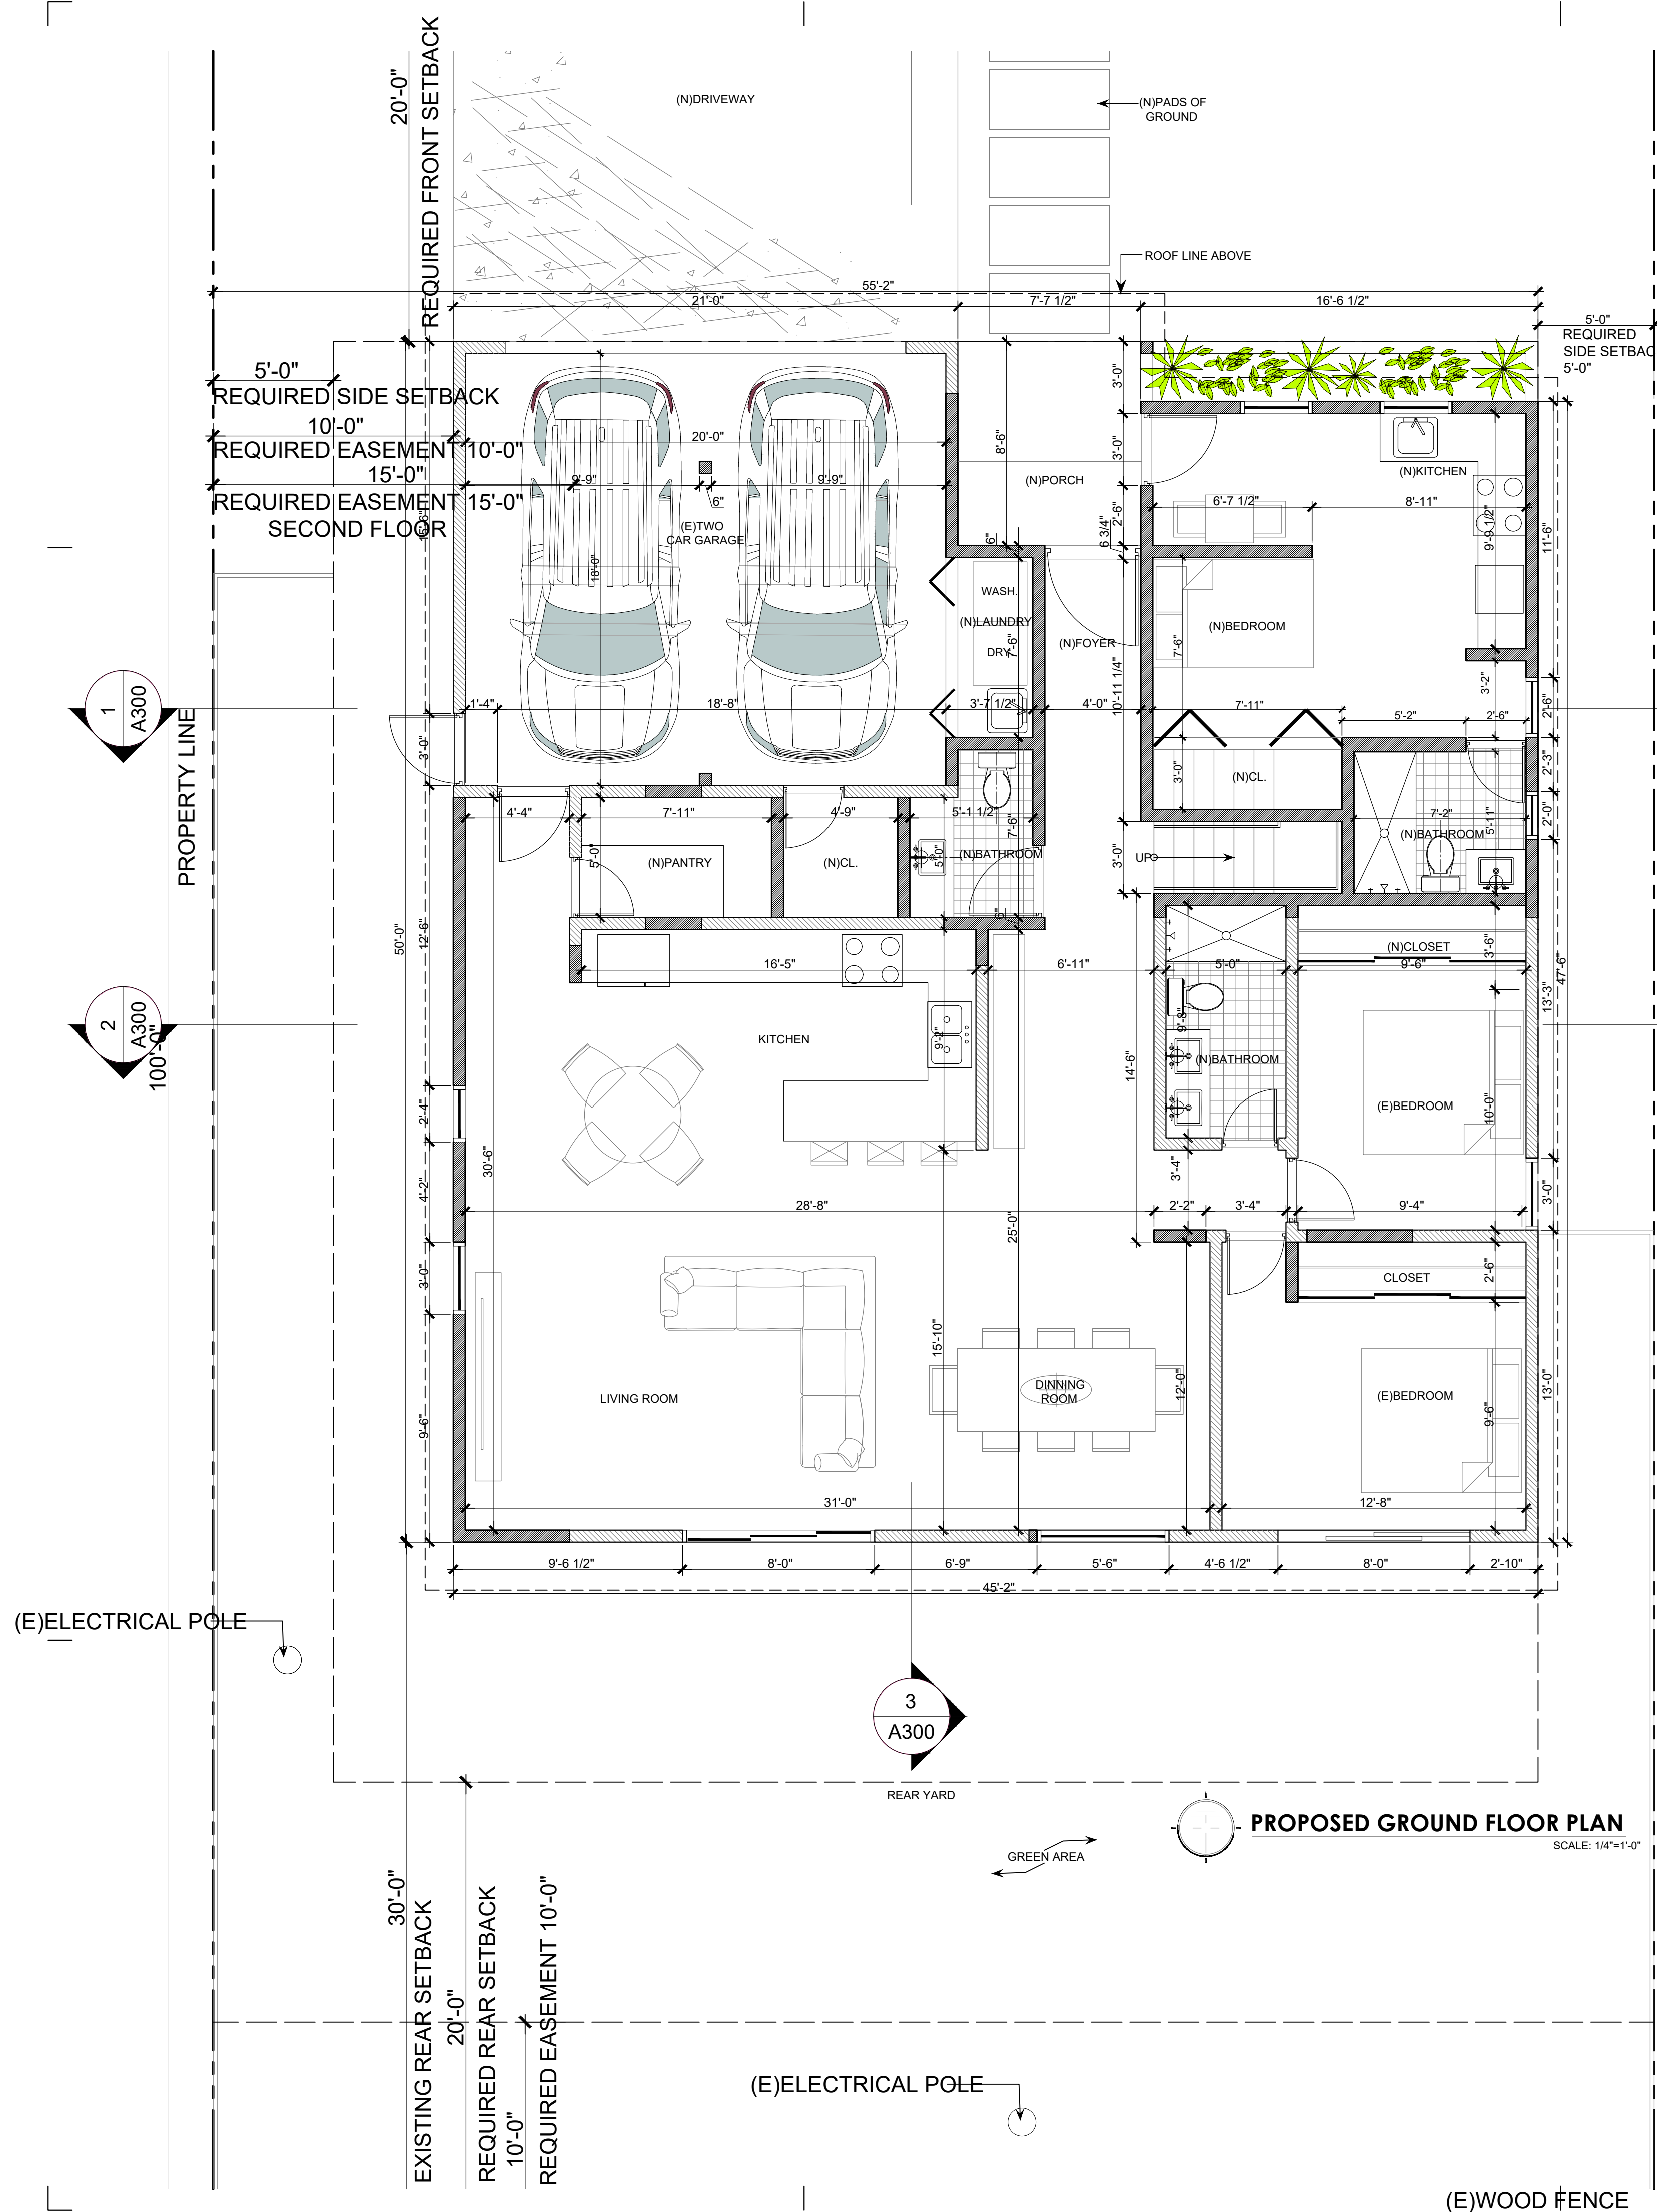 20'-0"
REQUIRED FRONT SETBACK
(N)DRIVEWAY
(N)PADS OF
GROUND
ROOF LINE ABOVE
55'-2"
21'-0"
7'-7 1/2"
16'-6 1/2"
5'-0"
REQUIRED
SIDE SETBAC
5'-0"
5'-0"
REQUIRED SIDE SETBACK
10'-0"
REQUIRED EASEMENT 10'-0"
15'-0"
REQUIRED EASEMENT 15'-0"
SECOND FLOOR
3'-0"
20'-0"
8'-6"
3'-0"
(N)KITCHEN
(N)PORCH
9'-9"
9'-9"
6"
6'-7 1/2"
8'-11"
2'-6"
6 3/4"
9'-9 1/2"
11'-6"
(E)TWO
CAR GARAGE
6"
18'-0"
WASH.
(N)LAUNDRY
DRY.
7'-6"
(N)FOYER
(N)BEDROOM
7'-6"
10'-11 1/4"
3'-2"
1
A300
PROPERTY LINE
1'-4"
18'-8"
3'-7 1/2"
4'-0"
7'-11"
5'-2"
2'-6"
2'-6"
3'-0"
3'-0"
(N)CL.
2'-3"
4'-4"
7'-11"
4'-9"
5'-1 1/2"
7'-6"
7'-2"
5'-11"
2'-0"
(N)BATHROOM
5'-0"
(N)PANTRY
(N)CL.
5'-0"
(N)BATHROOM
3'-0"
UP
5"
50'-0"
12'-6"
16'-5"
6'-11"
5'-0"
(N)CLOSET
3'-6"
9'-6"
47'-6"
13'-3"
2
A300
100'-0"
KITCHEN
9'-2"
9'-8"
(N)BATHROOM
14'-6"
(E)BEDROOM
10'-0"
2'-4"
30'-6"
4'-2"
3'-4"
28'-8"
25'-0"
2'-2"
3'-4"
9'-4"
3'-0"
3'-0"
CLOSET
2'-6"
15'-10"
LIVING ROOM
DINNING
ROOM
12'-0"
(E)BEDROOM
9'-6"
13'-0"
9'-6"
31'-0"
12'-8"
9'-6 1/2"
8'-0"
6'-9"
5'-6"
4'-6 1/2"
8'-0"
2'-10"
45'-2"
(E)ELECTRICAL POLE
3
A300
REAR YARD
PROPOSED GROUND FLOOR PLAN
SCALE: 1/4"=1'-0"
GREEN AREA
30'-0"
EXISTING REAR SETBACK
20'-0"
REQUIRED REAR SETBACK
10'-0"
REQUIRED EASEMENT 10'-0"
(E)ELECTRICAL POLE
(E)WOOD FENCE